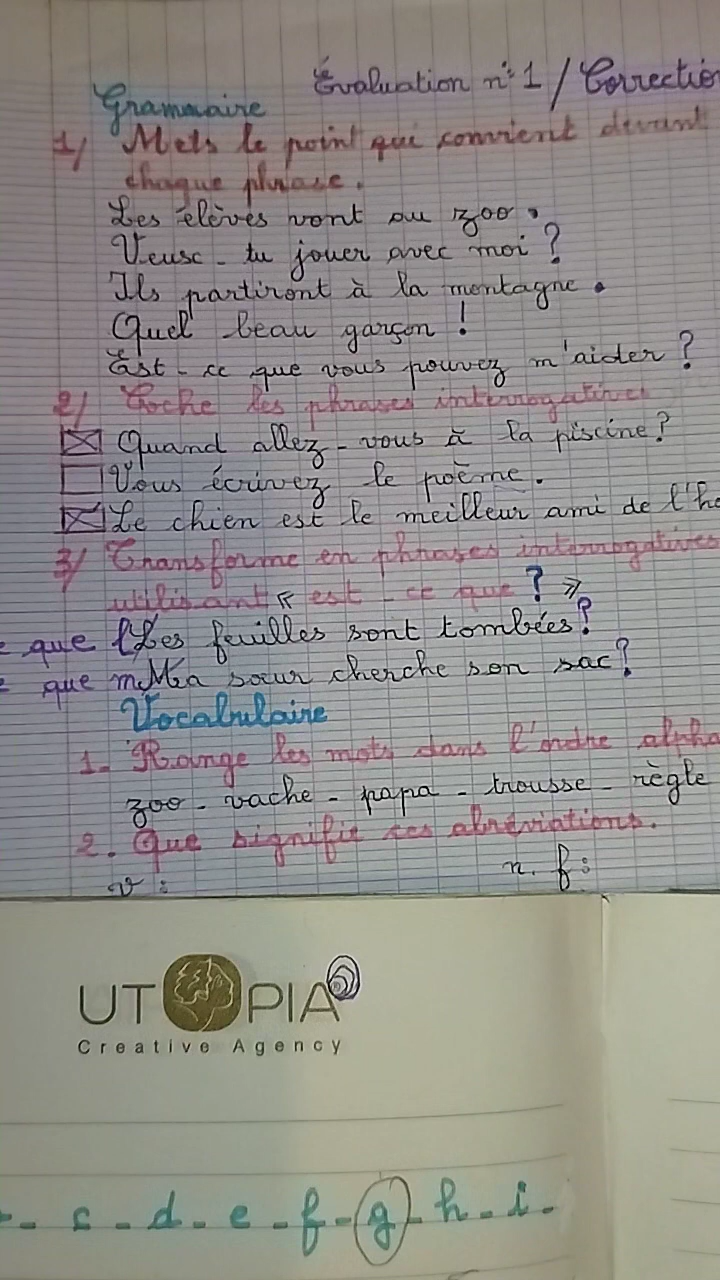 Évaluation n°1 / Correction
Grammaire
1/ Mets le point qui convient devant
chaque phrase.
Les élèves vont au zoo.
Veux-tu jouer avec moi ?
Ils partiront à la montagne.
Quel beau garçon !
Est-ce que vous pouvez m'aider ?
2/ Coche les phrases interrogatives
Quand allez-vous à la piscine ?
Vous écrivez le poème.
Le chien est le meilleur ami de l'ho
3/ Transforme en phrases interrogatives
utilisant « est-ce que ? »
e que lLes feuilles sont tombées ?
e que mMa sœur cherche son sac ?
Vocabulaire
1. Range les mots dans l'ordre alpha
zoo - vache - papa - trousse - règle
2. Que signifie ces abréviations.
v : n. f :
UTOPIA
Creative Agency
- c - d - e - f - g - h - i -